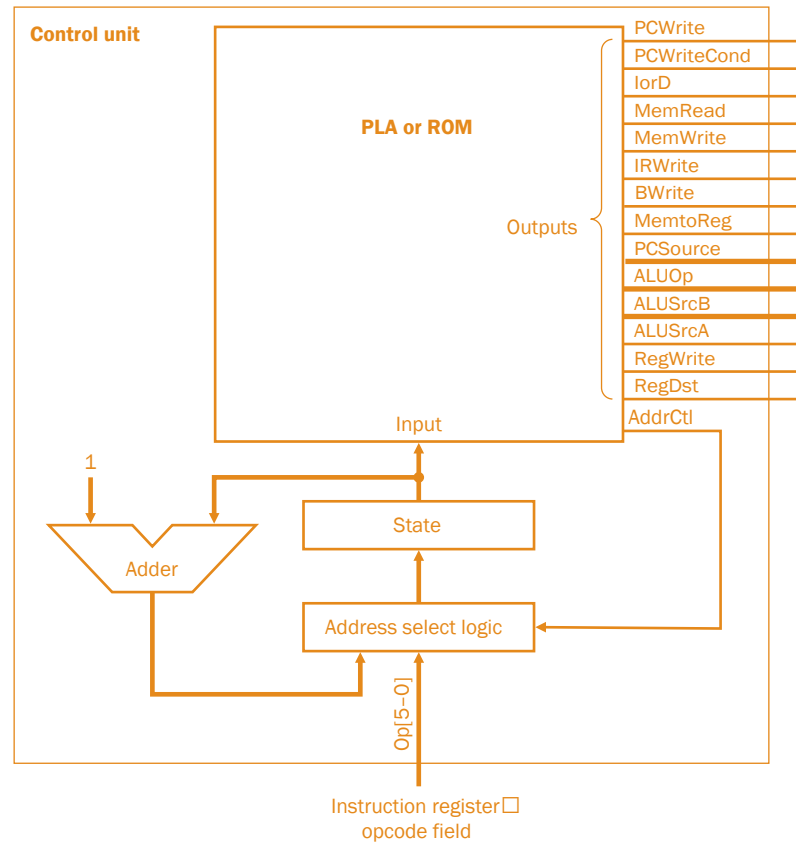 Control unit
PLA or ROM
Outputs
PCWrite
PCWriteCond
IorD
MemRead
MemWrite
IRWrite
BWrite
MemtoReg
PCSource
ALUOp
ALUSrcB
ALUSrcA
RegWrite
RegDst
AddrCtl
Input
1
State
Adder
Address select logic
Op[5–0]
Instruction register□
opcode field